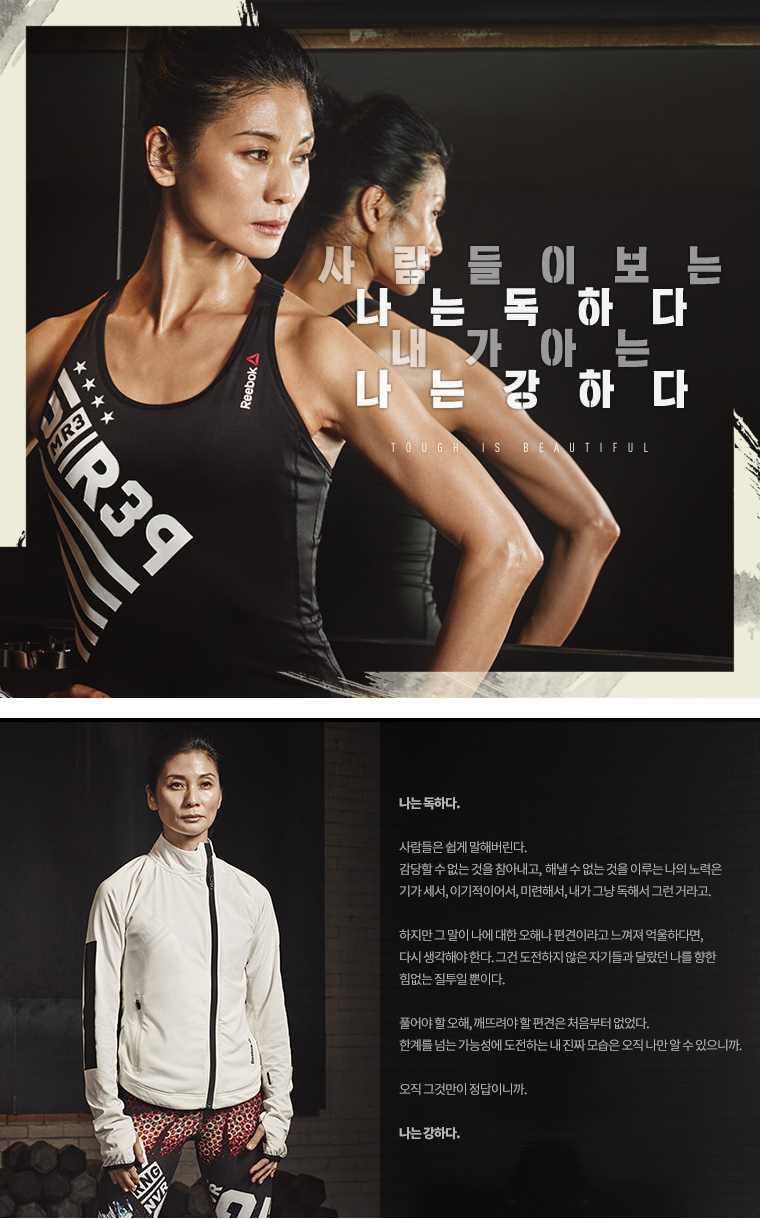 사람들이 보는
나는 독하다
내가 아는
나는 강하다
TOUGH IS BEAUTIFUL
Reebok
MR3
R39
나는 독하다.
사람들은 쉽게 말해버린다.
감당할 수 없는 것을 참아내고, 해낼 수 없는 것을 이루는 나의 노력은
기가 세서, 이기적이어서, 미련해서, 내가 그냥 독해서 그런 거라고.
하지만 그 말이 나에 대한 오해나 편견이라고 느껴져 억울하다면,
다시 생각해야 한다. 그건 도전하지 않은 자기들과 달랐던 나를 향한
힘없는 질투일 뿐이다.
풀어야 할 오해, 깨뜨려야 할 편견은 처음부터 없었다.
한계를 넘는 가능성에 도전하는 내 진짜 모습은 오직 나만 알 수 있으니까.
오직 그것만이 정답이니까.
나는 강하다.